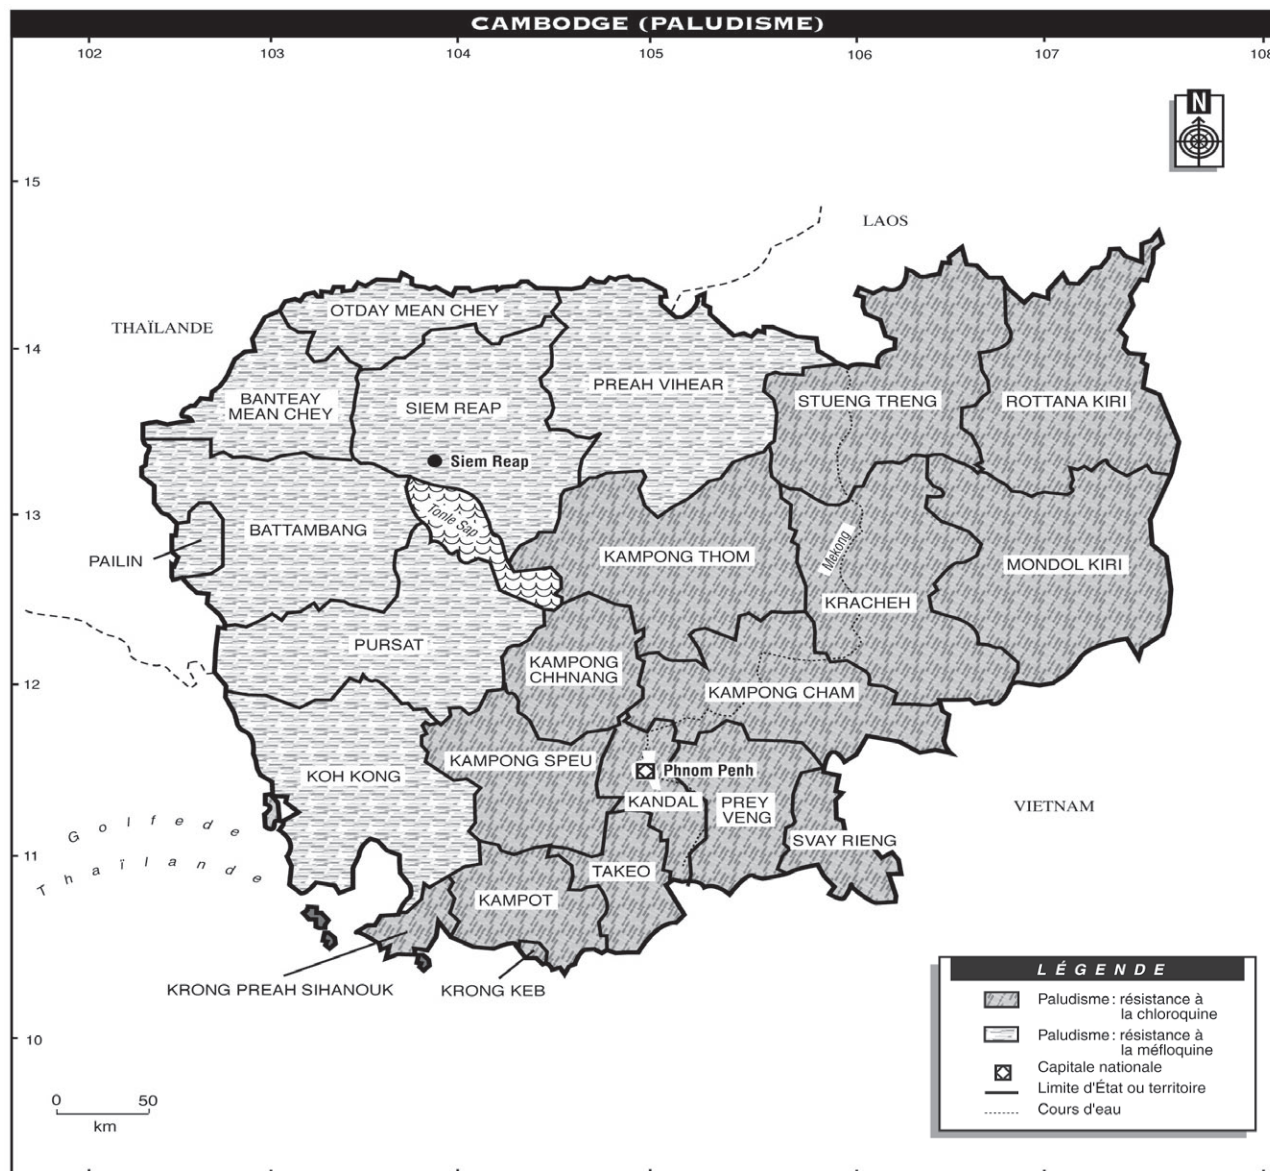 CAMBODGE (PALUDISME)
102 103 104 105 106 107 108
N
15
LAOS
THAÏLANDE
OTDAY MEAN CHEY
14
PREAH VIHEAR
BANTEAY
MEAN CHEY
SIEM REAP
STUENG TRENG
ROTTANA KIRI
Siem Reap
13
Tonle Sap
BATTAMBANG
PAILIN
KAMPONG THOM
Mekong
MONDOL KIRI
KRACHEH
PURSAT
KAMPONG
CHHNANG
12
KAMPONG CHAM
KAMPONG SPEU
KOH KONG
Phnom Penh
KANDAL
PREY
VENG
VIETNAM
Golfe de
Thaïlande
SVAY RIENG
11
TAKEO
KAMPOT
KRONG PREAH SIHANOUK
KRONG KEB
10
0 50
km
LÉGENDE
Paludisme : résistance à
la chloroquine
Paludisme : résistance à
la méfloquine
Capitale nationale
Limite d'État ou territoire
Cours d'eau